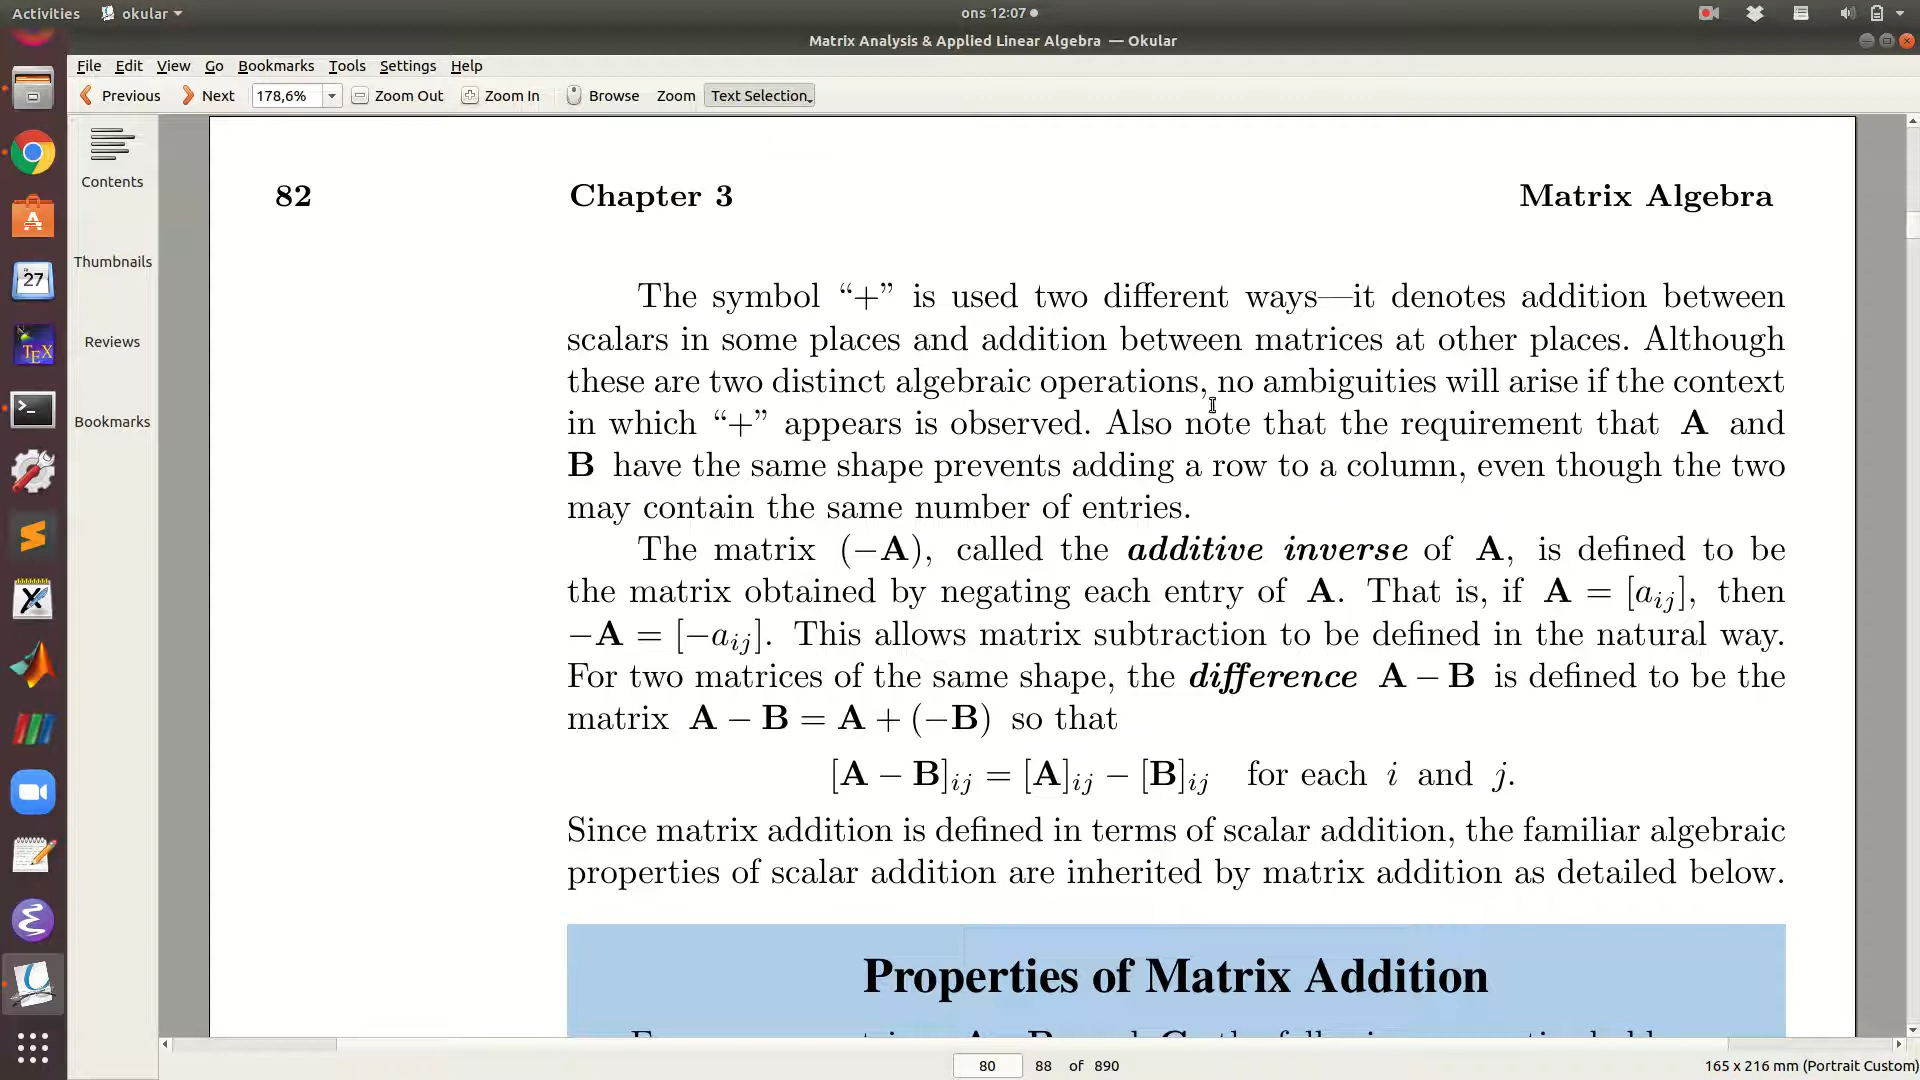 Activities okular ons 12:07
Matrix Analysis & Applied Linear Algebra — Okular
File Edit View Go Bookmarks Tools Settings Help
Previous Next 178,6% Zoom Out Zoom In Browse Zoom Text Selection
Contents
Thumbnails
Reviews
Bookmarks
27
TEX
82 Chapter 3 Matrix Algebra
The symbol “+” is used two different ways—it denotes addition between
scalars in some places and addition between matrices at other places. Although
these are two distinct algebraic operations, no ambiguities will arise if the context
in which “+” appears is observed. Also note that the requirement that A and
B have the same shape prevents adding a row to a column, even though the two
may contain the same number of entries.
The matrix (−A), called the additive inverse of A, is defined to be
the matrix obtained by negating each entry of A. That is, if A = [aij], then
−A = [−aij]. This allows matrix subtraction to be defined in the natural way.
For two matrices of the same shape, the difference A − B is defined to be the
matrix A − B = A + (−B) so that
[A − B]ij = [A]ij − [B]ij for each i and j.
Since matrix addition is defined in terms of scalar addition, the familiar algebraic
properties of scalar addition are inherited by matrix addition as detailed below.
Properties of Matrix Addition
80 88 of 890 165 x 216 mm (Portrait Custom)